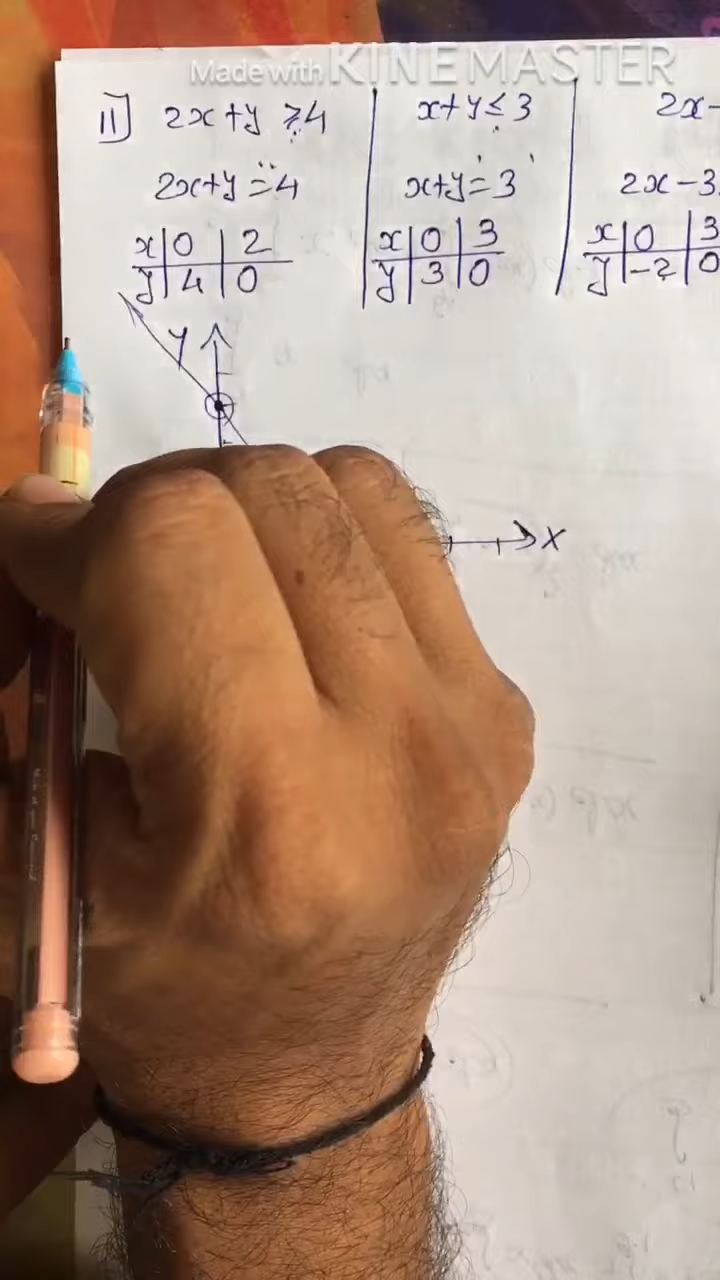 Made with KINEMASTER
11] 2x+y ≥4 | x+y≤3 | 2x-
2x+y=4 | x+y=3 | 2x-3
x|0|2 | x|0|3 | x|0|3
y|4|0 | y|3|0 | y|-2|0
y
x